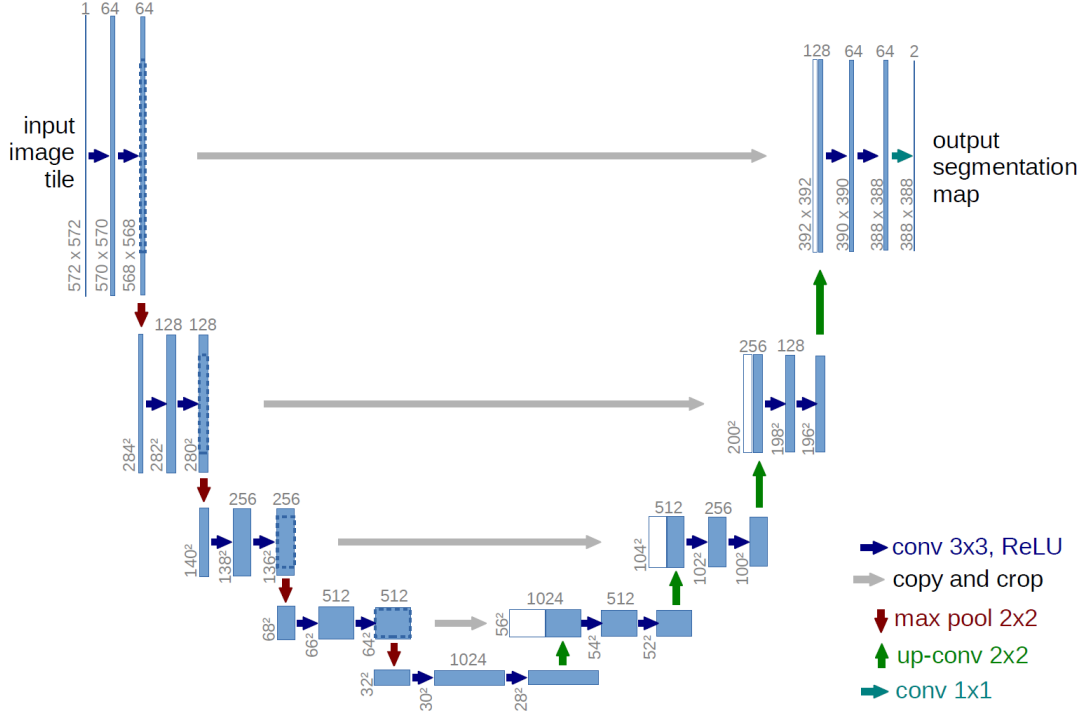 1 64 64
input
image
tile
572 x 572
570 x 570
568 x 568
128 64 64 2
output
segmentation
map
392 x 392
390 x 390
388 x 388
388 x 388
128 128
284²
282²
280²
256 128
200²
198²
196²
256 256
140²
138²
136²
512 256
104²
102²
100²
512 512
68²
66²
64²
1024 512
56²
54²
52²
1024
32²
30²
28²
conv 3x3, ReLU
copy and crop
max pool 2x2
up-conv 2x2
conv 1x1